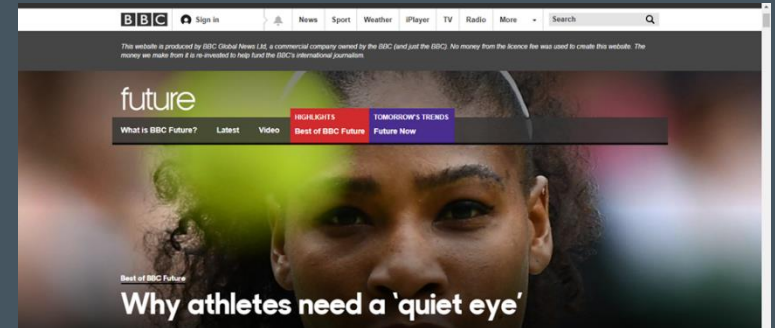 BBC Sign in News Sport Weather iPlayer TV Radio More Search
This website is produced by BBC Global News Ltd, a commercial company owned by the BBC (and just the BBC). No money from the licence fee was used to create this website. The
money we make from it is re-invested to help fund the BBC's international journalism.
future
HIGHLIGHTS TOMORROW'S TRENDS
What is BBC Future? Latest Video Best of BBC Future Future Now
Best of BBC Future
Why athletes need a 'quiet eye'